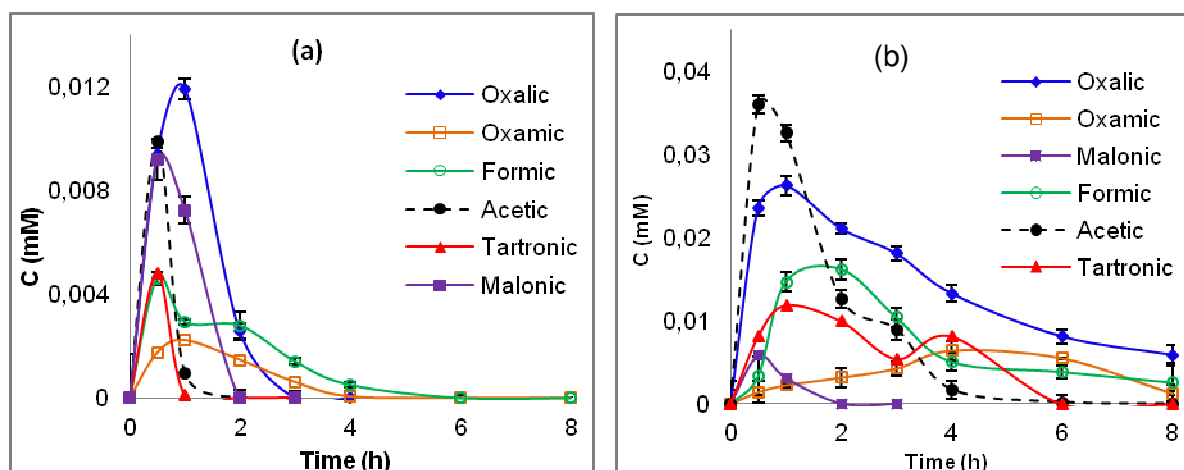 (a)
C (mM)
0,012
0,008
0,004
0
Oxalic
Oxamic
Formic
Acetic
Tartronic
Malonic
0 2 4 6 8
Time (h)
(b)
C (mM)
0,04
0,03
0,02
0,01
0
Oxalic
Oxamic
Malonic
Formic
Acetic
Tartronic
0 2 4 6 8
Time (h)